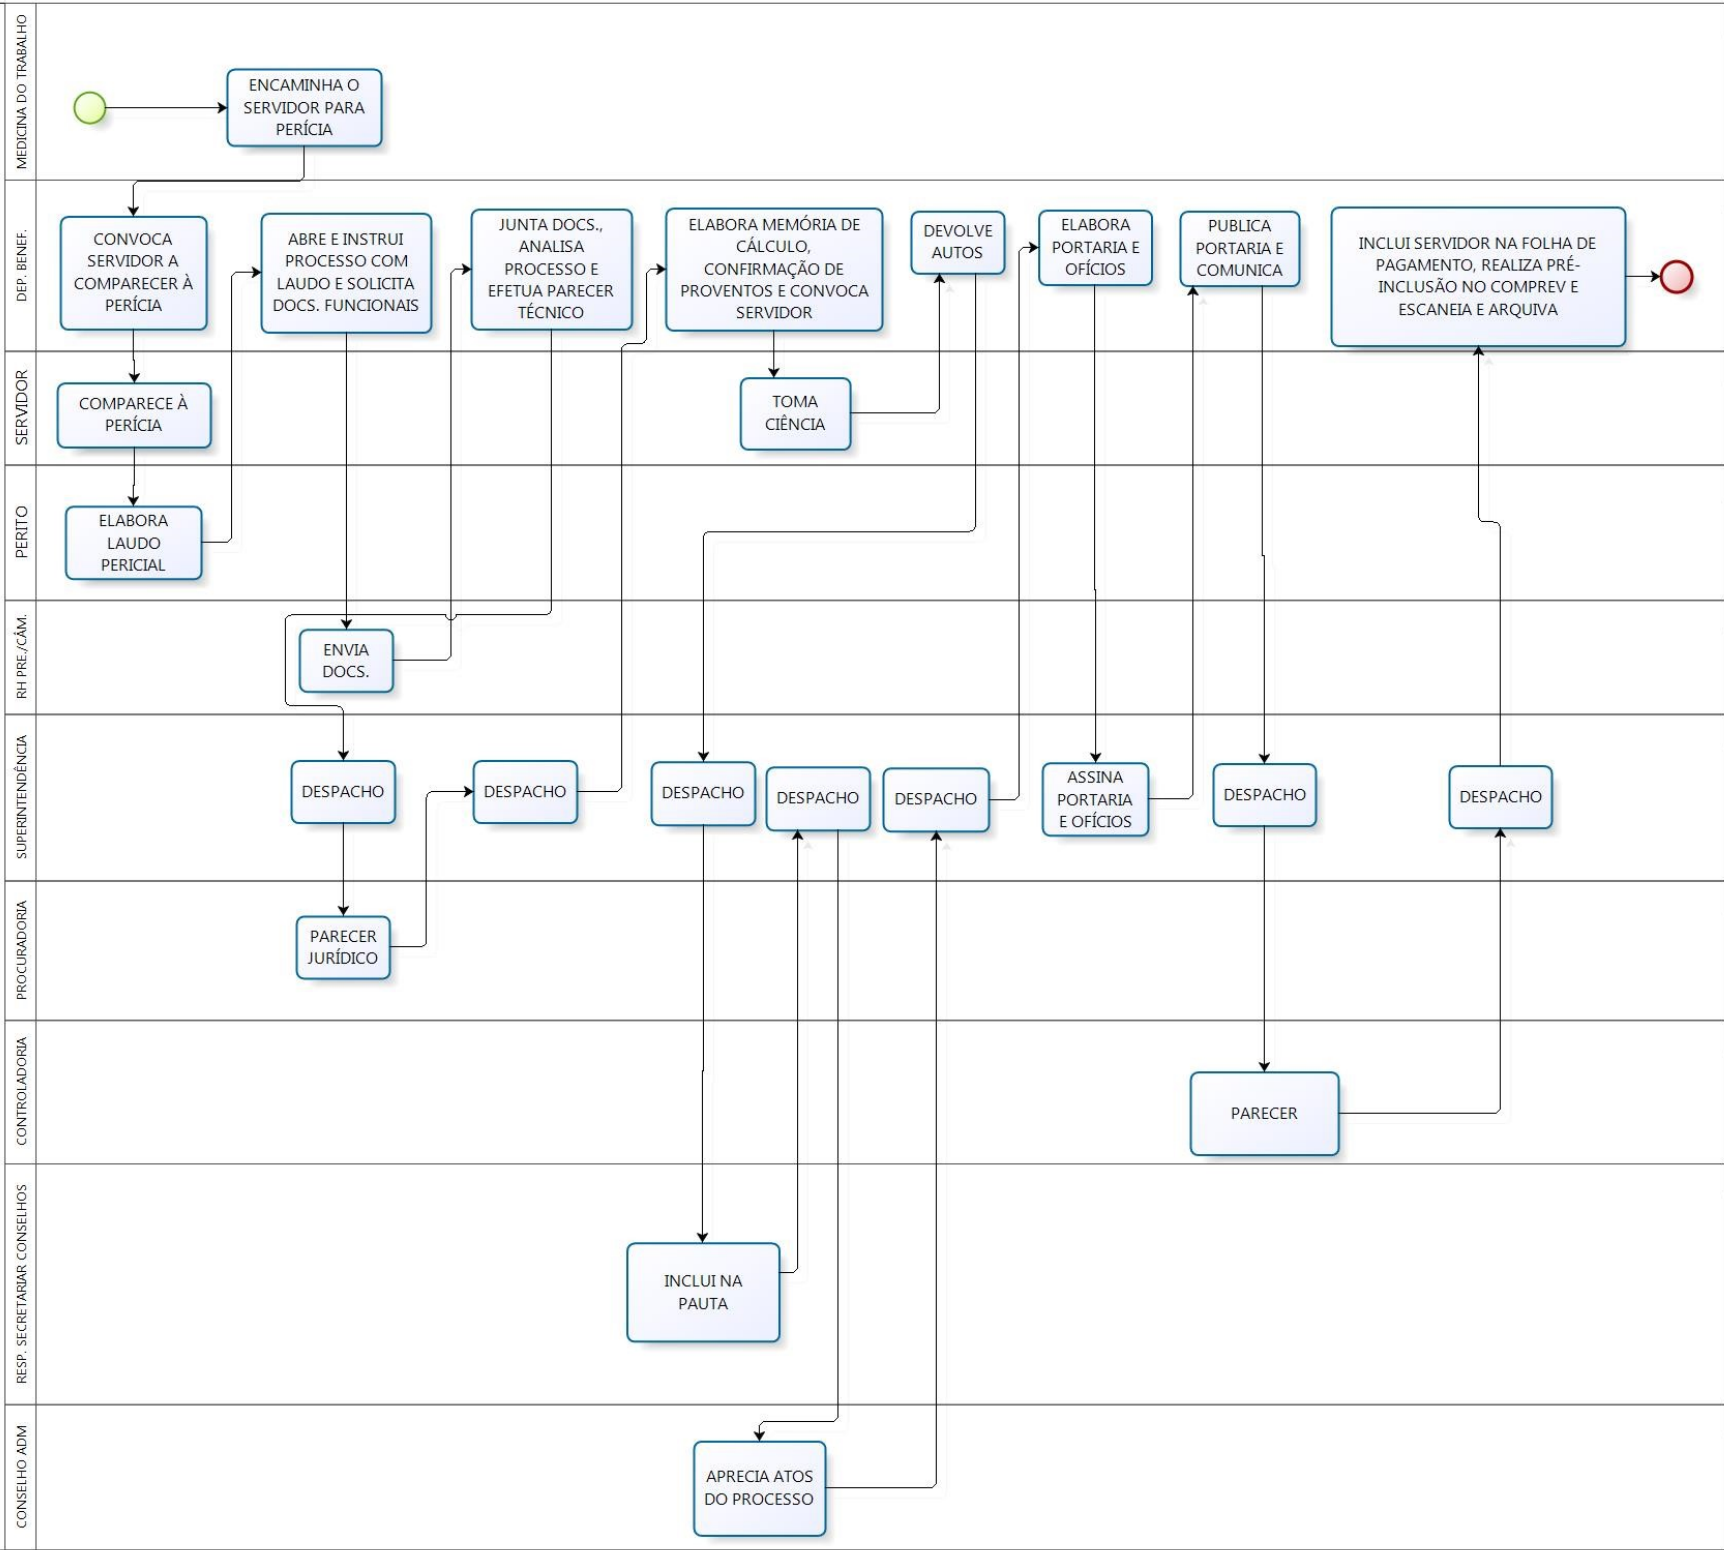 MEDICINA DO TRABALHO
ENCAMINHA O
SERVIDOR PARA
PERÍCIA
DEP. BENEF.
CONVOCA
SERVIDOR A
COMPARECER À
PERÍCIA
ABRE E INSTRUI
PROCESSO COM
LAUDO E SOLICITA
DOCS. FUNCIONAIS
JUNTA DOCS.,
ANALISA
PROCESSO E
EFETUA PARECER
TÉCNICO
ELABORA MEMÓRIA DE
CÁLCULO,
CONFIRMAÇÃO DE
PROVENTOS E CONVOCA
SERVIDOR
DEVOLVE
AUTOS
ELABORA
PORTARIA E
OFÍCIOS
PUBLICA
PORTARIA E
COMUNICA
INCLUI SERVIDOR NA FOLHA DE
PAGAMENTO, REALIZA PRÉ-
INCLUSÃO NO COMPREV E
ESCANEIA E ARQUIVA
SERVIDOR
COMPARECE À
PERÍCIA
TOMA
CIÊNCIA
PERITO
ELABORA
LAUDO
PERICIAL
RH PRE./CÂM.
ENVIA
DOCS.
SUPERINTENDÊNCIA
DESPACHO
DESPACHO
DESPACHO
DESPACHO
DESPACHO
ASSINA
PORTARIA
E OFÍCIOS
DESPACHO
DESPACHO
PROCURADORIA
PARECER
JURÍDICO
CONTROLADORIA
PARECER
RESP. SECRETARIAR CONSELHOS
INCLUI NA
PAUTA
CONSELHO ADM
APRECIA ATOS
DO PROCESSO